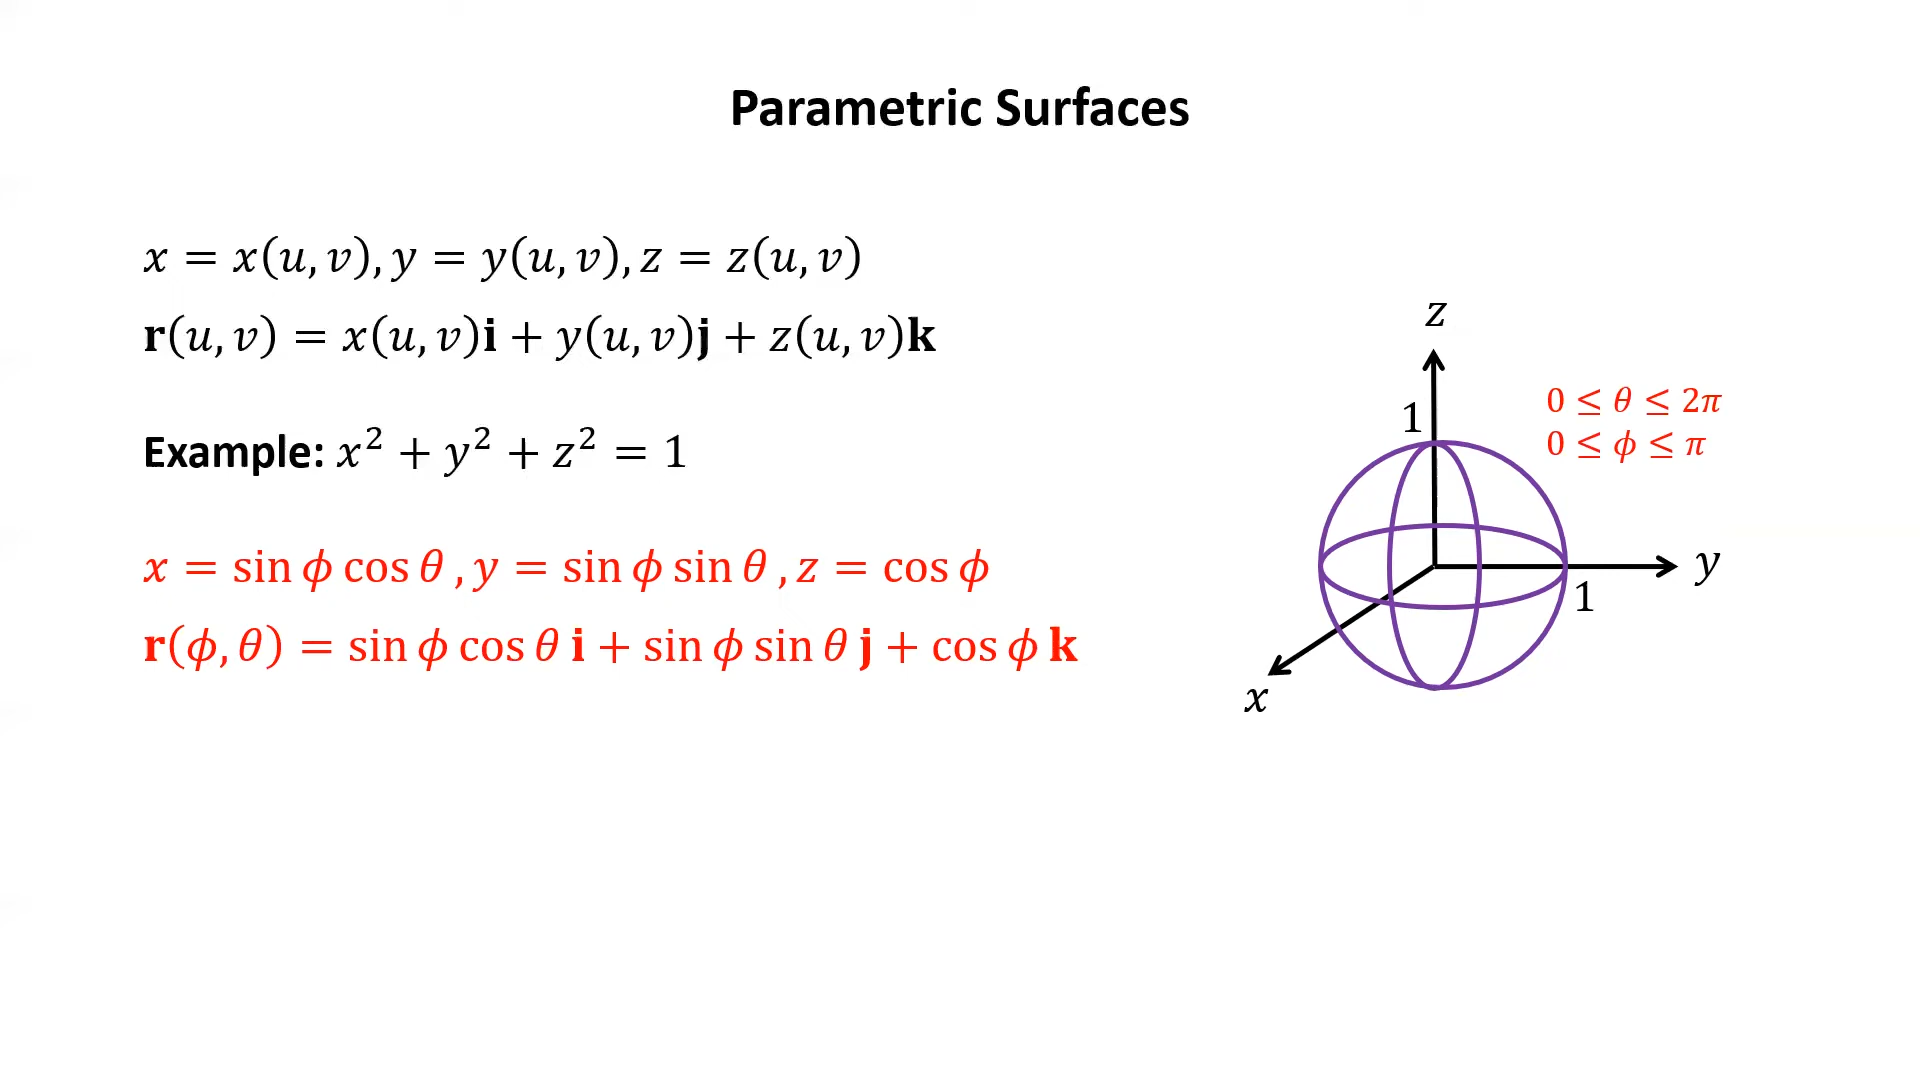 Parametric Surfaces
x = x(u, v), y = y(u, v), z = z(u, v)
𝐫(u, v) = x(u, v)𝐢 + y(u, v)𝐣 + z(u, v)𝐤
Example: x² + y² + z² = 1
x = sin ϕ cos θ , y = sin ϕ sin θ , z = cos ϕ
𝐫(ϕ, θ) = sin ϕ cos θ 𝐢 + sin ϕ sin θ 𝐣 + cos ϕ 𝐤
z
0 ≤ θ ≤ 2π
1
0 ≤ ϕ ≤ π
y
1
x